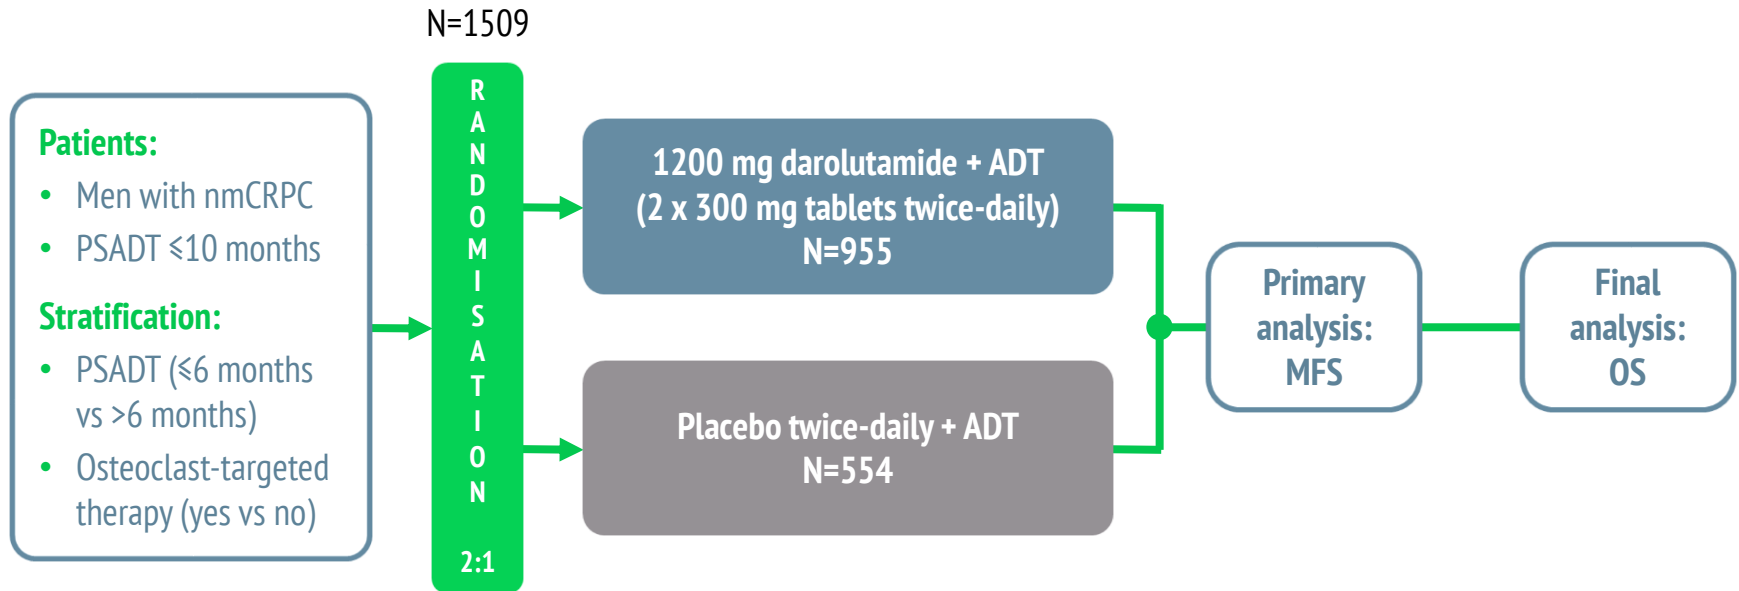 N=1509
Patients:
• Men with nmCRPC
• PSADT ≤10 months
Stratification:
• PSADT (≤6 months
vs >6 months)
• Osteoclast-targeted
therapy (yes vs no)
RANDOMISATION
2:1
1200 mg darolutamide + ADT
(2 x 300 mg tablets twice-daily)
N=955
Placebo twice-daily + ADT
N=554
Primary
analysis:
MFS
Final
analysis:
OS